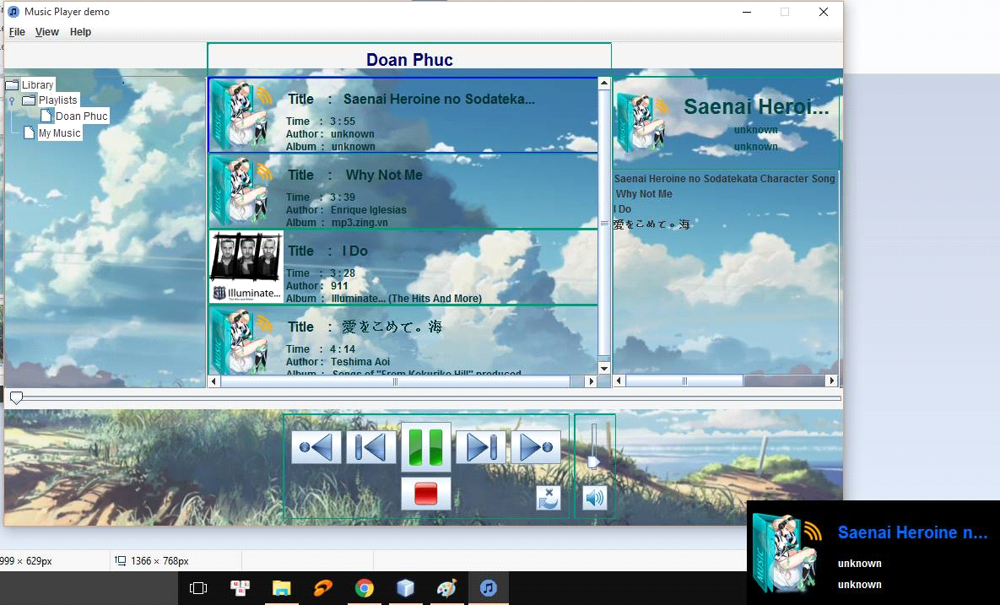 Music Player demo
File View Help
Doan Phuc
Library
Playlists
Doan Phuc
My Music
Title : Saenai Heroine no Sodateka...
Time : 3 : 55
Author : unknown
Album : unknown
Title : Why Not Me
Time : 3 : 39
Author : Enrique Iglesias
Album : mp3.zing.vn
Illuminate...
The Hits And More
Title : I Do
Time : 3 : 28
Author : 911
Album : Illuminate... (The Hits And More)
Title : 愛をこめて。海
Time : 4 : 14
Author : Teshima Aoi
Album : Songs of "From Kokuriko Hill" produced
Saenai Heroi...
unknown
unknown
Saenai Heroine no Sodatekata Character Song
Why Not Me
I Do
愛をこめて。海
MUSIC
Saenai Heroine n...
unknown
unknown
999 × 629px 1366 × 768px